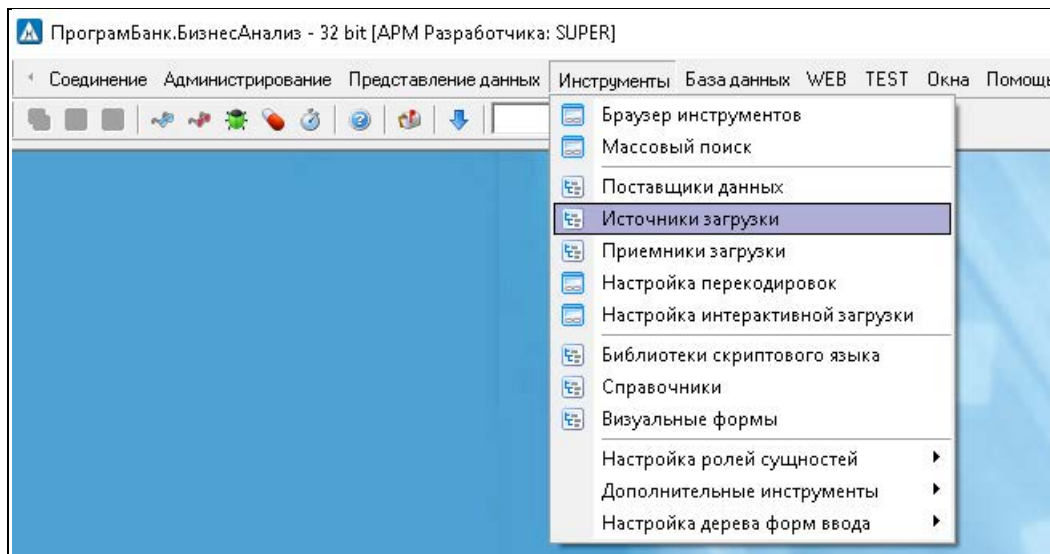 ПрограмБанк.БизнесАнализ - 32 bit [АРМ Разработчика: SUPER]
Соединение Администрирование Представление данных Инструменты База данных WEB TEST Окна Помощь
Браузер инструментов
Массовый поиск
Поставщики данных
Источники загрузки
Приемники загрузки
Настройка перекодировок
Настройка интерактивной загрузки
Библиотеки скриптового языка
Справочники
Визуальные формы
Настройка ролей сущностей
Дополнительные инструменты
Настройка дерева форм ввода